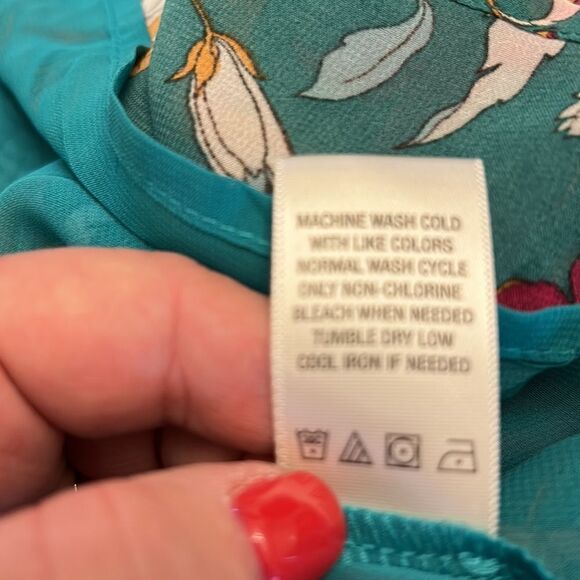 MACHINE WASH COLD
WITH LIKE COLORS
NORMAL WASH CYCLE
ONLY NON-CHLORINE
BLEACH WHEN NEEDED
TUMBLE DRY LOW
COOL IRON IF NEEDED